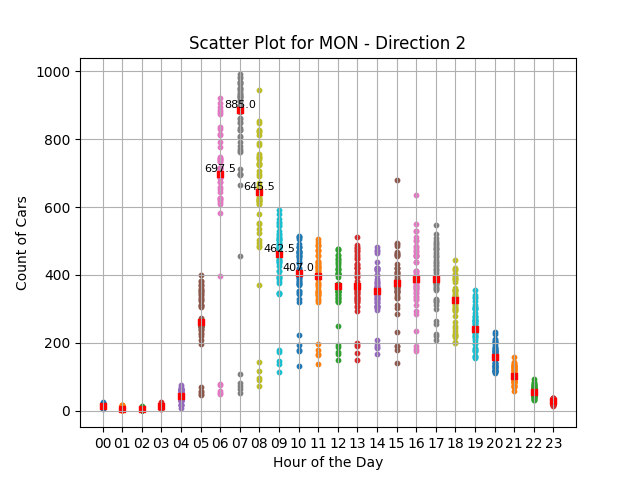 Scatter Plot for MON - Direction 2
1000
800
600
400
200
0
Count of Cars
885.0
697.5
645.5
462.5
407.0
00 01 02 03 04 05 06 07 08 09 10 11 12 13 14 15 16 17 18 19 20 21 22 23
Hour of the Day